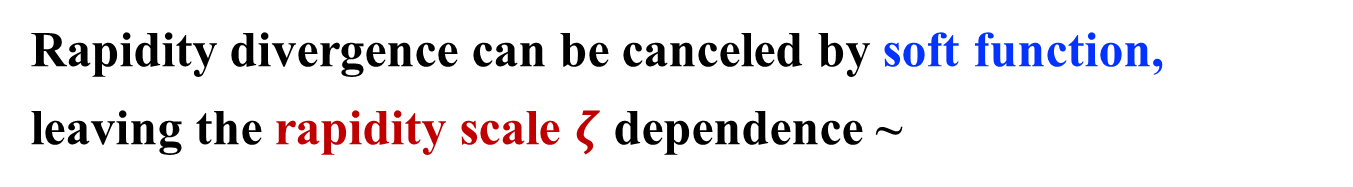 Rapidity divergence can be canceled by soft function,
leaving the rapidity scale ζ dependence ~